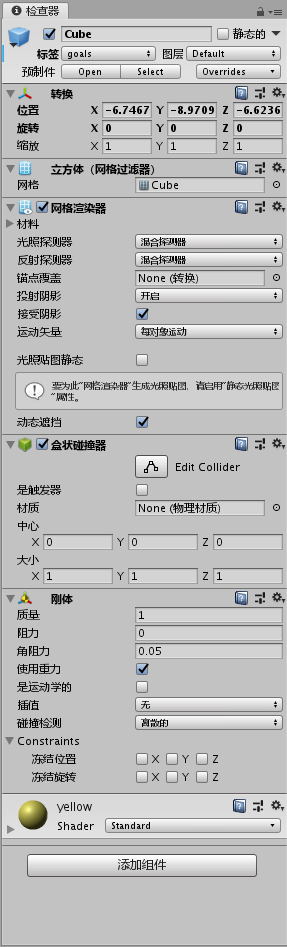 检查器
Cube 静态的
标签 goals 图层 Default
预制件 Open Select Overrides
转换
位置 X -6.7467 Y -8.9709 Z -6.6236
旋转 X 0 Y 0 Z 0
缩放 X 1 Y 1 Z 1
立方体（网格过滤器）
网格 Cube
网格渲染器
材料
光照探测器 混合探测器
反射探测器 混合探测器
锚点覆盖 None (转换)
投射阴影 开启
接受阴影
运动矢量 每对象运动
光照贴图静态
要为此"网格渲染器"生成光照贴图，请启用"静态光照贴图
"属性。
动态遮挡
盒状碰撞器
Edit Collider
是触发器
材质 None (物理材质)
中心
X 0 Y 0 Z 0
大小
X 1 Y 1 Z 1
刚体
质量 1
阻力 0
角阻力 0.05
使用重力
是运动学的
插值 无
碰撞检测 离散的
Constraints
冻结位置 X Y Z
冻结旋转 X Y Z
yellow
Shader Standard
添加组件